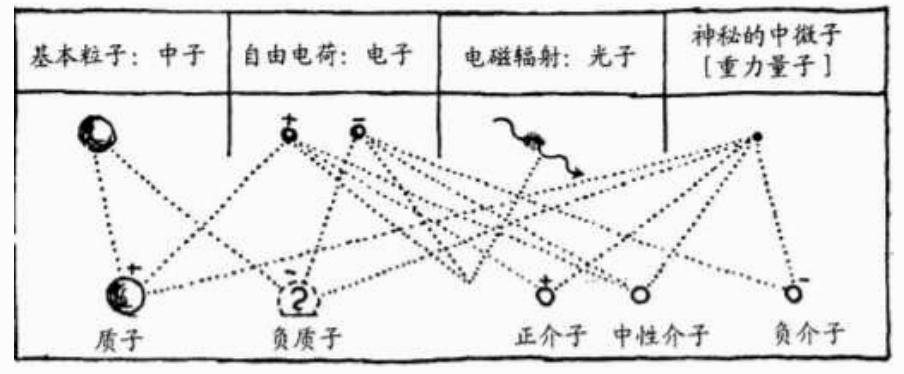 基本粒子：中子
自由电荷：电子
电磁辐射：光子
神秘的中微子
[重力量子]
+
-
+
-
?
+
-
质子
负质子
正介子
中性介子
负介子